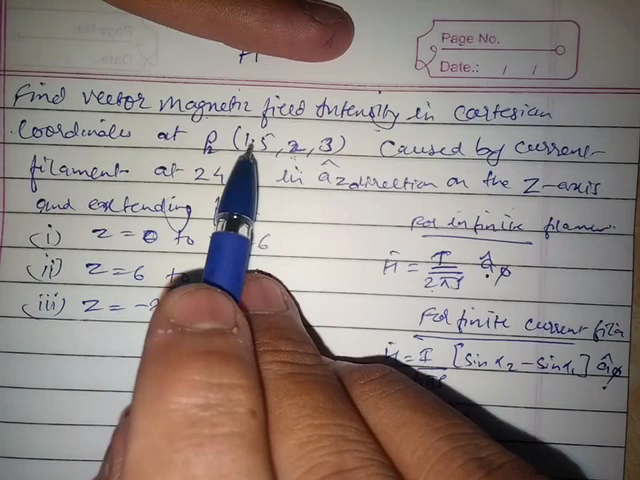 Page No.
Date.: / /
Find vector magnetic field Intensity in Cartesian
Coordinates at P2 (1.5, 2, 3) Caused by current
filament at 24 in âz direction on the Z-axis
and extending
(i) Z = 0 to 6
(ii) Z = 6 to
(iii) Z = -
For infinite filamen
H = I/2πρ âφ
For finite current fila
H = I [sin α2 - sin α1] âφ